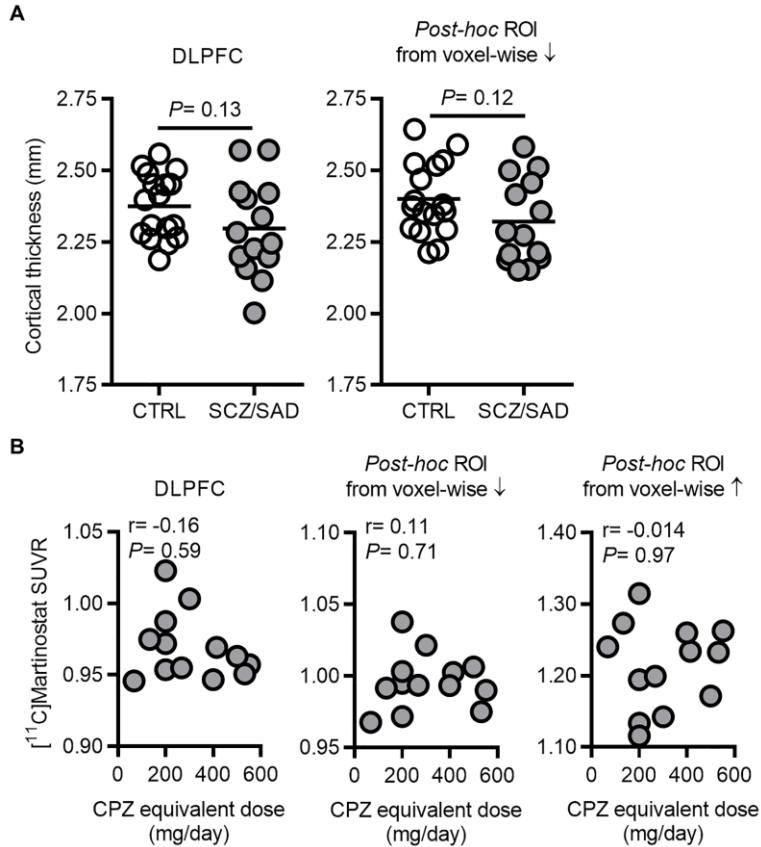 A
DLPFC
Post-hoc ROI
from voxel-wise ↓
Cortical thickness (mm)
2.75
2.50
2.25
2.00
1.75
P= 0.13
CTRL
SCZ/SAD
2.75
2.50
2.25
2.00
1.75
P= 0.12
CTRL
SCZ/SAD
B
DLPFC
Post-hoc ROI
from voxel-wise ↓
Post-hoc ROI
from voxel-wise ↑
[¹¹C]Martinostat SUVR
1.05
1.00
0.95
0.90
r= -0.16
P= 0.59
0 200 400 600
CPZ equivalent dose
(mg/day)
1.10
1.05
1.00
0.95
r= 0.11
P= 0.71
0 200 400 600
CPZ equivalent dose
(mg/day)
1.40
1.30
1.20
1.10
r= -0.014
P= 0.97
0 200 400 600
CPZ equivalent dose
(mg/day)